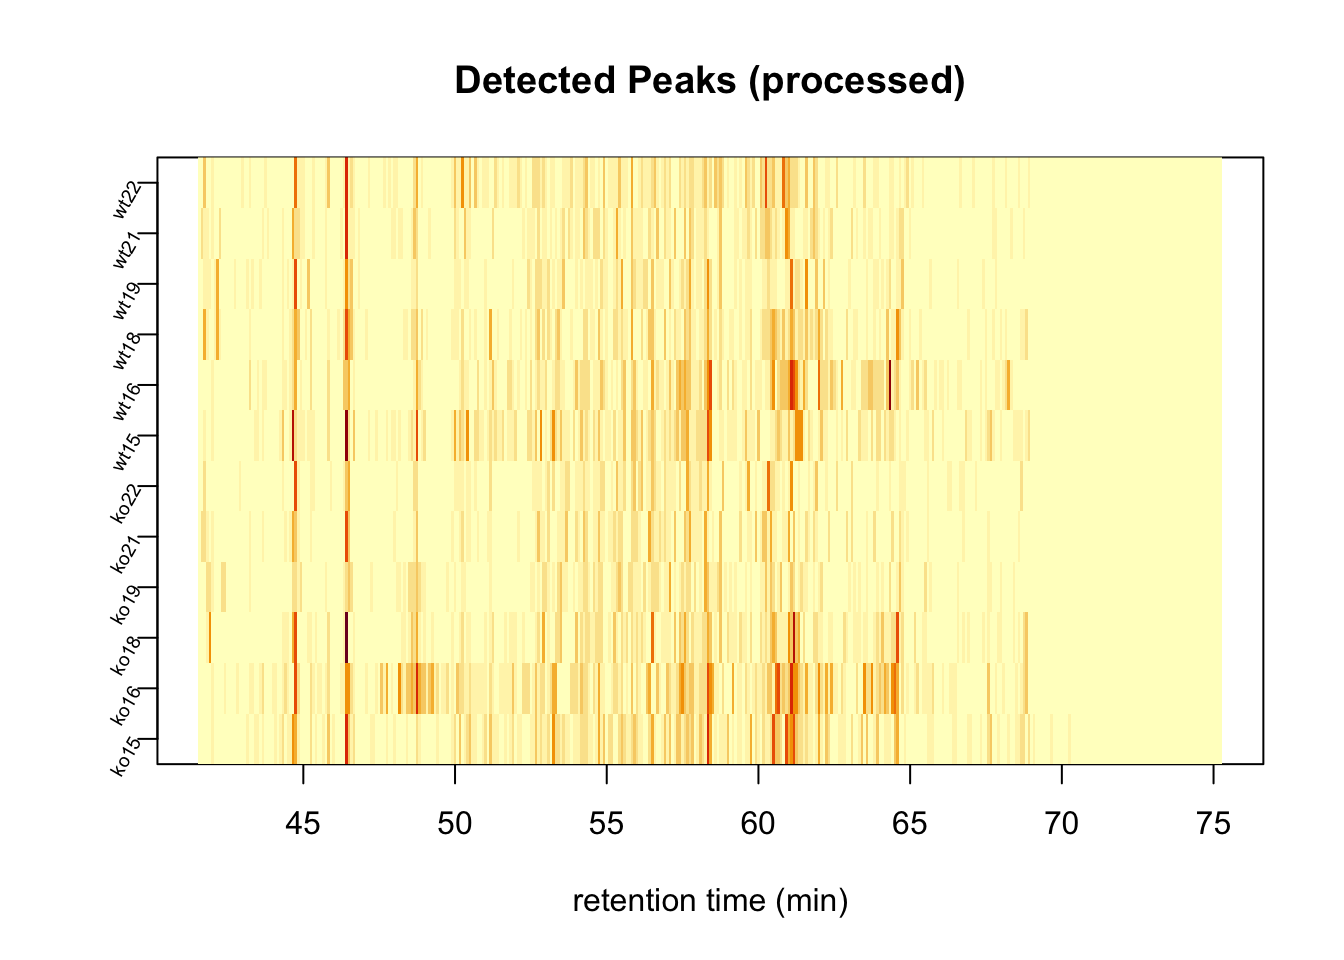 Detected Peaks (processed)
wt22
wt21
wt19
wt18
wt16
wt15
ko22
ko21
ko19
ko18
ko16
ko15
45 50 55 60 65 70 75
retention time (min)